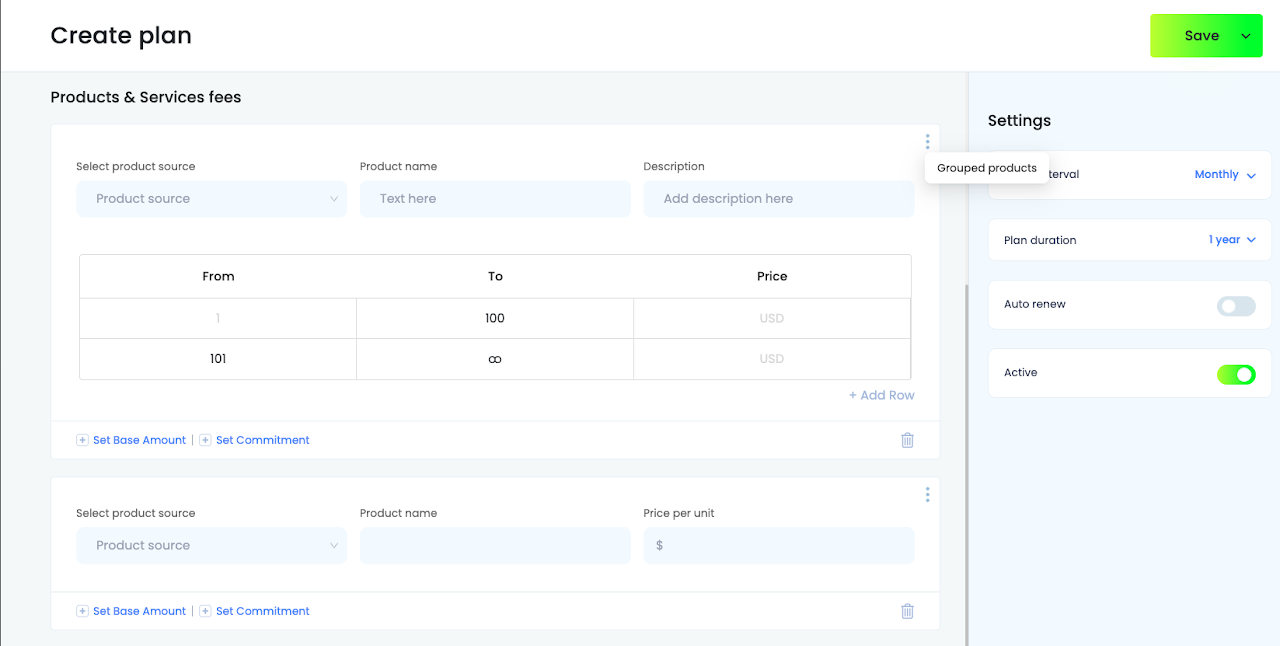 Create plan
Save
Products & Services fees
Settings
Select product source
Product name
Description
Grouped products
terval
Monthly
Product source
Text here
Add description here
Plan duration
1 year
From
To
Price
1
100
USD
101
∞
USD
Auto renew
Active
+ Add Row
+ Set Base Amount | + Set Commitment
Select product source
Product name
Price per unit
Product source
$
+ Set Base Amount | + Set Commitment